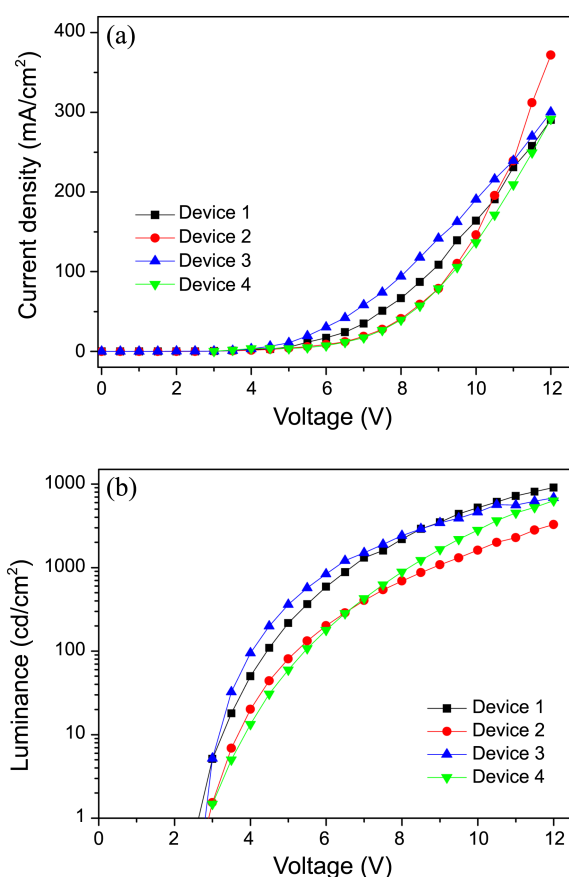 (a)
Current density (mA/cm²)
400
300
200
100
0
Device 1
Device 2
Device 3
Device 4
0 2 4 6 8 10 12
Voltage (V)
(b)
Luminance (cd/cm²)
1000
1000
100
10
1
Device 1
Device 2
Device 3
Device 4
0 2 4 6 8 10 12
Voltage (V)